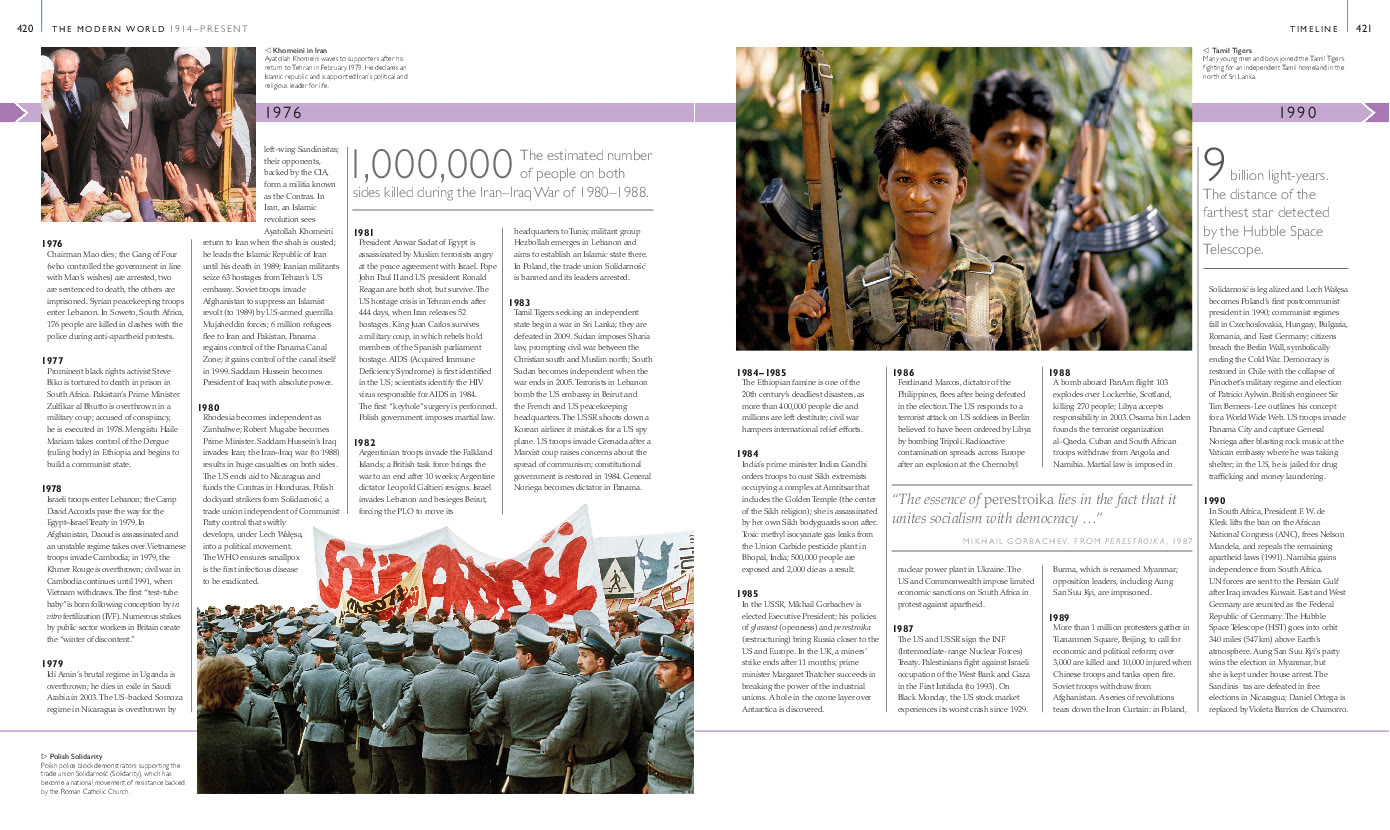 420
THE MODERN WORLD 1914–PRESENT
◁ Khomeini in Iran
Ayatollah Khomeini waves to supporters after his
return to Tehran in February 1979. He declares an
Islamic republic and is appointed Iran's political and
religious leader for life.
1976
1976
Chairman Mao dies; the Gang of Four
(who controlled the government in line
with Mao's wishes) are arrested, two
are sentenced to death, the others are
imprisoned. Syrian peacekeeping troops
enter Lebanon. In Soweto, South Africa,
176 people are killed in clashes with the
police during anti-apartheid protests.
1977
Prominent black rights activist Steve
Biko is tortured to death in prison in
South Africa. Pakistan's Prime Minister
Zulfikar al Bhutto is overthrown in a
military coup; accused of conspiracy,
he is executed in 1978. Mengistu Haile
Mariam takes control of the Dergue
(ruling body) in Ethiopia and begins to
build a communist state.
1978
Israeli troops enter Lebanon; the Camp
David Accords pave the way for the
Egypt–Israel Treaty in 1979. In
Afghanistan, Daoud is assassinated and
an unstable regime takes over. Vietnamese
troops invade Cambodia; in 1979, the
Khmer Rouge is overthrown; civil war in
Cambodia continues until 1991, when
Vietnam withdraws. The first "test-tube
baby" is born following conception by in
vitro fertilization (IVF). Numerous strikes
by public sector workers in Britain create
the "winter of discontent."
1979
Idi Amin's brutal regime in Uganda is
overthrown; he dies in exile in Saudi
Arabia in 2003. The US-backed Somoza
regime in Nicaragua is overthrown by
left-wing Sandinistas;
their opponents,
backed by the CIA,
form a militia known
as the Contras. In
Iran, an Islamic
revolution sees
Ayatollah Khomeini
return to Iran when the shah is ousted;
he leads the Islamic Republic of Iran
until his death in 1989; Iranian militants
seize 63 hostages from Tehran's US
embassy. Soviet troops invade
Afghanistan to suppress an Islamist
revolt (to 1989) by US-armed guerrilla
Mujaheddin forces; 6 million refugees
flee to Iran and Pakistan. Panama
regains control of the Panama Canal
Zone; it gains control of the canal itself
in 1999. Saddam Hussein becomes
President of Iraq with absolute power.
1980
Rhodesia becomes independent as
Zimbabwe; Robert Mugabe becomes
Prime Minister. Saddam Hussein's Iraq
invades Iran; the Iran–Iraq war (to 1988)
results in huge casualties on both sides.
The US ends aid to Nicaragua and
funds the Contras in Honduras. Polish
dockyard strikers form Solidarność, a
trade union independent of Communist
Party control that swiftly
develops, under Lech Wałęsa,
into a political movement.
The WHO ensures smallpox
is the first infectious disease
to be eradicated.
1,000,000 The estimated number
of people on both
sides killed during the Iran–Iraq War of 1980–1988.
1981
President Anwar Sadat of Egypt is
assassinated by Muslim terrorists angry
at the peace agreement with Israel. Pope
John Paul II and US president Ronald
Reagan are both shot, but survive. The
US hostage crisis in Tehran ends after
444 days, when Iran releases 52
hostages. King Juan Carlos survives
a military coup, in which rebels hold
members of the Spanish parliament
hostage. AIDS (Acquired Immune
Deficiency Syndrome) is first identified
in the US; scientists identify the HIV
virus responsible for AIDS in 1984.
The first "keyhole" surgery is performed.
Polish government imposes martial law.
1982
Argentinian troops invade the Falkland
Islands; a British task force brings the
war to an end after 10 weeks; Argentine
dictator Leopold Galtieri resigns. Israel
invades Lebanon and besieges Beirut,
forcing the PLO to move its
headquarters to Tunis; militant group
Hezbollah emerges in Lebanon and
aims to establish an Islamic state there.
In Poland, the trade union Solidarność
is banned and its leaders arrested.
1983
Tamil Tigers seeking an independent
state begin a war in Sri Lanka; they are
defeated in 2009. Sudan imposes Sharia
law, prompting civil war between the
Christian south and Muslim north; South
Sudan becomes independent when the
war ends in 2005. Terrorists in Lebanon
bomb the US embassy in Beirut and
the French and US peacekeeping
headquarters. The USSR shoots down a
Korean airliner it mistakes for a US spy
plane. US troops invade Grenada after a
Marxist coup raises concerns about the
spread of communism; constitutional
government is restored in 1984. General
Noriega becomes dictator in Panama.
▷ Polish Solidarity
Polish police block demonstrators supporting the
trade union Solidarność (Solidarity), which has
become a national movement of resistance backed
by the Roman Catholic Church.
TIMELINE
421
◁ Tamil Tigers
Many young men and boys joined the Tamil Tigers
fighting for an independent Tamil homeland in the
north of Sri Lanka.
1990
1984–1985
The Ethiopian famine is one of the
20th century's deadliest disasters, as
more than 400,000 people die and
millions are left destitute; civil war
hampers international relief efforts.
1984
India's prime minister Indira Gandhi
orders troops to oust Sikh extremists
occupying a complex at Amritsar that
includes the Golden Temple (the center
of the Sikh religion); she is assassinated
by her own Sikh bodyguards soon after.
Toxic methyl isocyanate gas leaks from
the Union Carbide pesticide plant in
Bhopal, India; 500,000 people are
exposed and 2,000 die as a result.
1985
In the USSR, Mikhail Gorbachev is
elected Executive President; his policies
of glasnost (openness) and perestroika
(restructuring) bring Russia closer to the
US and Europe. In the UK, a miners'
strike ends after 11 months; prime
minister Margaret Thatcher succeeds in
breaking the power of the industrial
unions. A hole in the ozone layer over
Antarctica is discovered.
1986
Ferdinand Marcos, dictator of the
Philippines, flees after being defeated
in the election. The US responds to a
terrorist attack on US soldiers in Berlin
believed to have been ordered by Libya
by bombing Tripoli. Radioactive
contamination spreads across Europe
after an explosion at the Chernobyl
nuclear power plant in Ukraine. The
US and Commonwealth impose limited
economic sanctions on South Africa in
protest against apartheid.
1987
The US and USSR sign the INF
(Intermediate-range Nuclear Forces)
Treaty. Palestinians fight against Israeli
occupation of the West Bank and Gaza
in the First Intifada (to 1993). On
Black Monday, the US stock market
experiences its worst crash since 1929.
1988
A bomb aboard PanAm flight 103
explodes over Lockerbie, Scotland,
killing 270 people; Libya accepts
responsibility in 2003. Osama bin Laden
founds the terrorist organization
al-Qaeda. Cuban and South African
troops withdraw from Angola and
Namibia. Martial law is imposed in
Burma, which is renamed Myanmar;
opposition leaders, including Aung
San Suu Kyi, are imprisoned.
"The essence of perestroika lies in the fact that it
unites socialism with democracy …"
MIKHAIL GORBACHEV, FROM PERESTROIKA, 1987
1989
More than 1 million protesters gather in
Tiananmen Square, Beijing, to call for
economic and political reform; over
3,000 are killed and 10,000 injured when
Chinese troops and tanks open fire.
Soviet troops withdraw from
Afghanistan. A series of revolutions
tears down the Iron Curtain: in Poland,
9 billion light-years.
The distance of the
farthest star detected
by the Hubble Space
Telescope.
Solidarność is legalized and Lech Wałęsa
becomes Poland's first postcommunist
president in 1990; communist regimes
fall in Czechoslovakia, Hungary, Bulgaria,
Romania, and East Germany; citizens
breach the Berlin Wall, symbolically
ending the Cold War. Democracy is
restored in Chile with the collapse of
Pinochet's military regime and election
of Patricio Aylwin. British engineer Sir
Tim Berners-Lee outlines his concept
for a World Wide Web. US troops invade
Panama City and capture General
Noriega after blasting rock music at the
Vatican embassy where he was taking
shelter; in the US, he is jailed for drug
trafficking and money laundering.
1990
In South Africa, President F. W. de
Klerk lifts the ban on the African
National Congress (ANC), frees Nelson
Mandela, and repeals the remaining
apartheid laws (1991). Namibia gains
independence from South Africa.
UN forces are sent to the Persian Gulf
after Iraq invades Kuwait. East and West
Germany are reunited as the Federal
Republic of Germany. The Hubble
Space Telescope (HST) goes into orbit
340 miles (547km) above Earth's
atmosphere. Aung San Suu Kyi's party
wins the election in Myanmar, but
she is kept under house arrest. The
Sandinistas are defeated in free
elections in Nicaragua; Daniel Ortega is
replaced by Violeta Barrios de Chamorro.